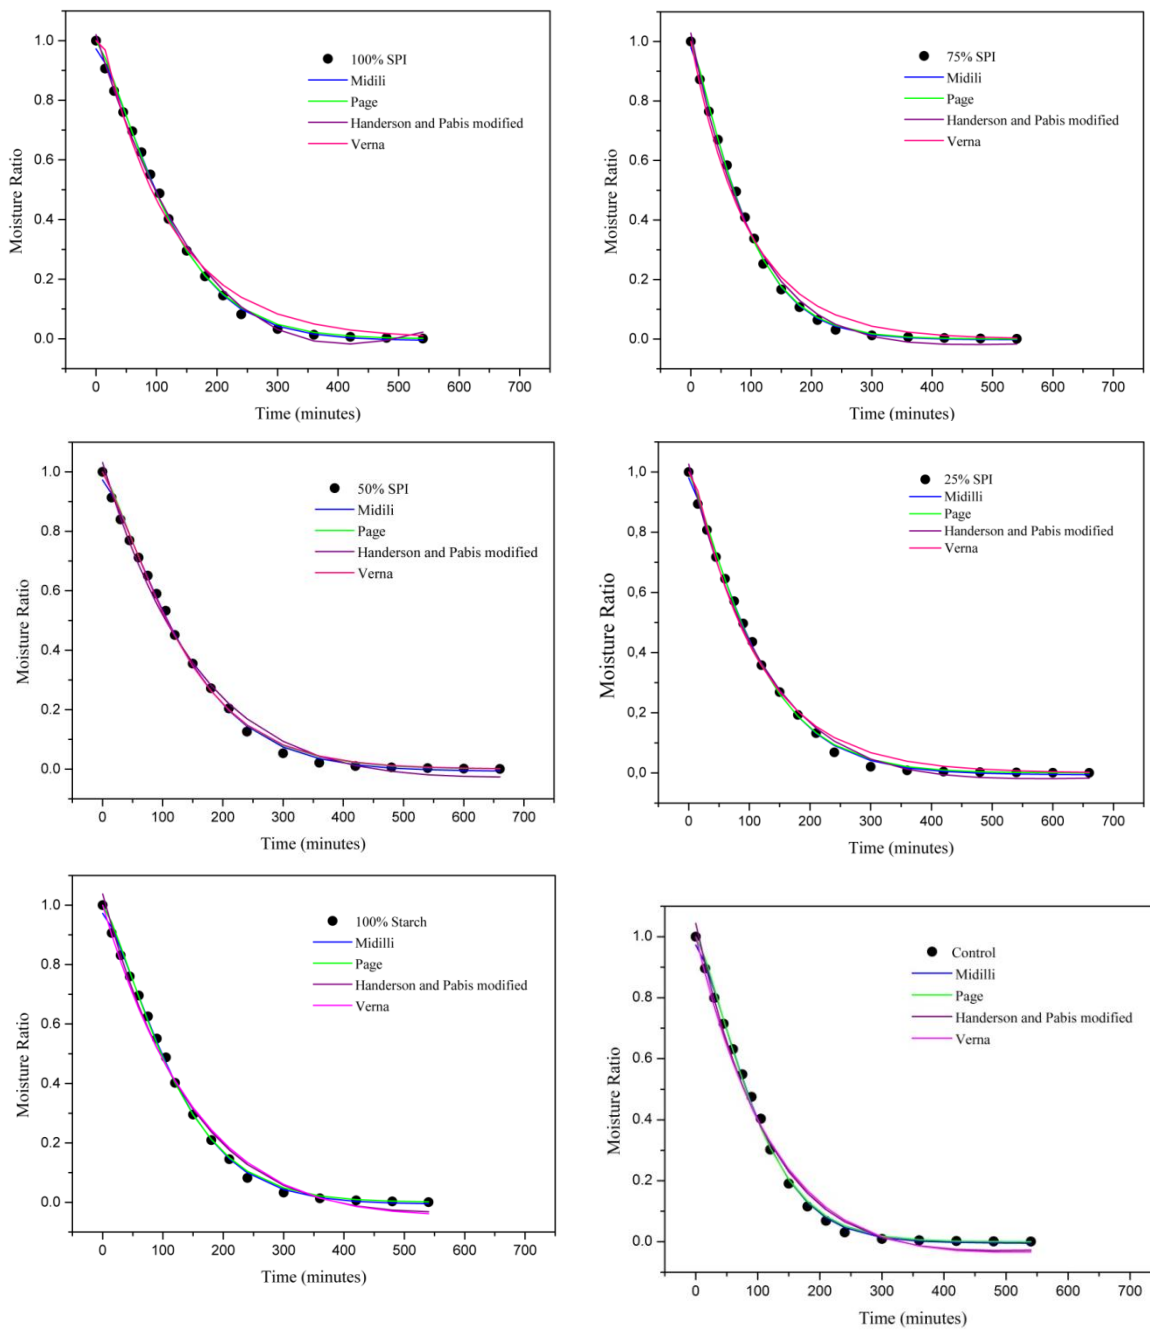 1.0
0.8
0.6
0.4
0.2
0.0
Moisture Ratio
100% SPI
Midili
Page
Handerson and Pabis modified
Verna
0 100 200 300 400 500 600 700
Time (minutes)
1.0
0.8
0.6
0.4
0.2
0.0
Moisture Ratio
75% SPI
Midili
Page
Handerson and Pabis modified
Verna
0 100 200 300 400 500 600 700
Time (minutes)
1.0
0.8
0.6
0.4
0.2
0.0
Moisture Ratio
50% SPI
Midili
Page
Handerson and Pabis modified
Verna
0 100 200 300 400 500 600 700
Time (minutes)
1,0
0,8
0,6
0,4
0,2
0,0
Moisture Ratio
25% SPI
Midilli
Page
Handerson and Pabis modified
Verna
0 100 200 300 400 500 600 700
Time (minutes)
1.0
0.8
0.6
0.4
0.2
0.0
Moisture Ratio
100% Starch
Midilli
Page
Handerson and Pabis modified
Verna
0 100 200 300 400 500 600 700
Time (minutes)
1.0
0.8
0.6
0.4
0.2
0.0
Moisture Ratio
Control
Midilli
Page
Handerson and Pabis modified
Verna
0 100 200 300 400 500 600 700
Time (minutes)